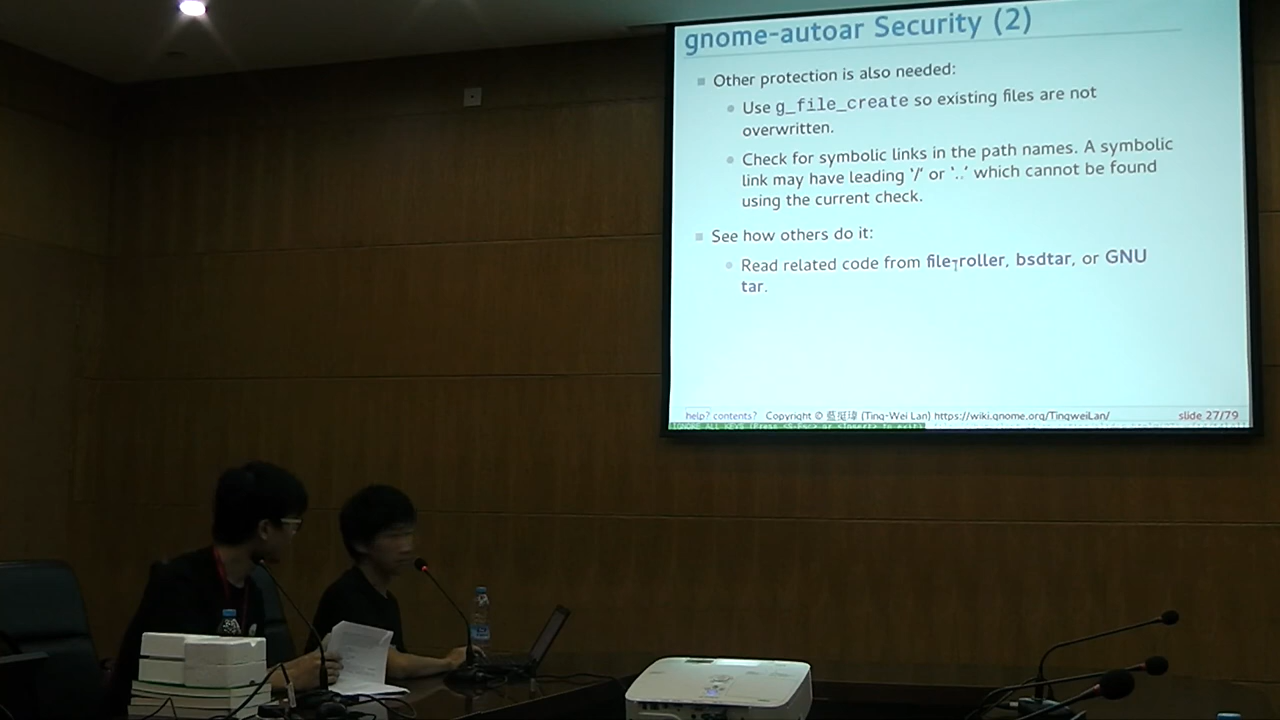 gnome-autoar Security (2)
Other protection is also needed:
Use g_file_create so existing files are not
overwritten.
Check for symbolic links in the path names. A symbolic
link may have leading '/' or '..' which cannot be found
using the current check.
See how others do it:
Read related code from file-roller, bsdtar, or GNU
tar.
help? contents? Copyright © 藍挺瑋 (Ting-Wei Lan) https://wiki.gnome.org/TingweiLan/ slide 27/79